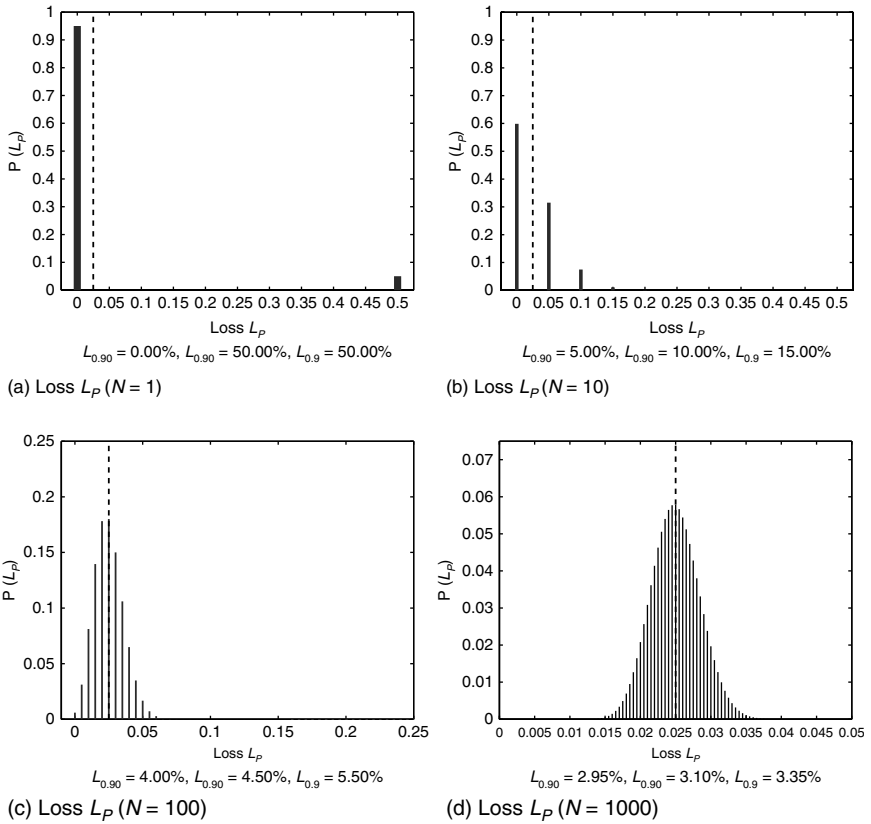 1
0.9
0.8
0.7
0.6
0.5
0.4
0.3
0.2
0.1
0
P (L_P)
0 0.05 0.1 0.15 0.2 0.25 0.3 0.35 0.4 0.45 0.5
Loss L_P
L_0.90 = 0.00%, L_0.90 = 50.00%, L_0.9 = 50.00%
(a) Loss L_P (N = 1)
1
0.9
0.8
0.7
0.6
0.5
0.4
0.3
0.2
0.1
0
P (L_P)
0 0.05 0.1 0.15 0.2 0.25 0.3 0.35 0.4 0.45 0.5
Loss L_P
L_0.90 = 5.00%, L_0.90 = 10.00%, L_0.9 = 15.00%
(b) Loss L_P (N = 10)
0.25
0.2
0.15
0.1
0.05
0
P (L_P)
0 0.05 0.1 0.15 0.2 0.25
Loss L_P
L_0.90 = 4.00%, L_0.90 = 4.50%, L_0.9 = 5.50%
(c) Loss L_P (N = 100)
0.07
0.06
0.05
0.04
0.03
0.02
0.01
0
P (L_P)
0 0.005 0.01 0.015 0.02 0.025 0.03 0.035 0.04 0.045 0.05
Loss L_P
L_0.90 = 2.95%, L_0.90 = 3.10%, L_0.9 = 3.35%
(d) Loss L_P (N = 1000)